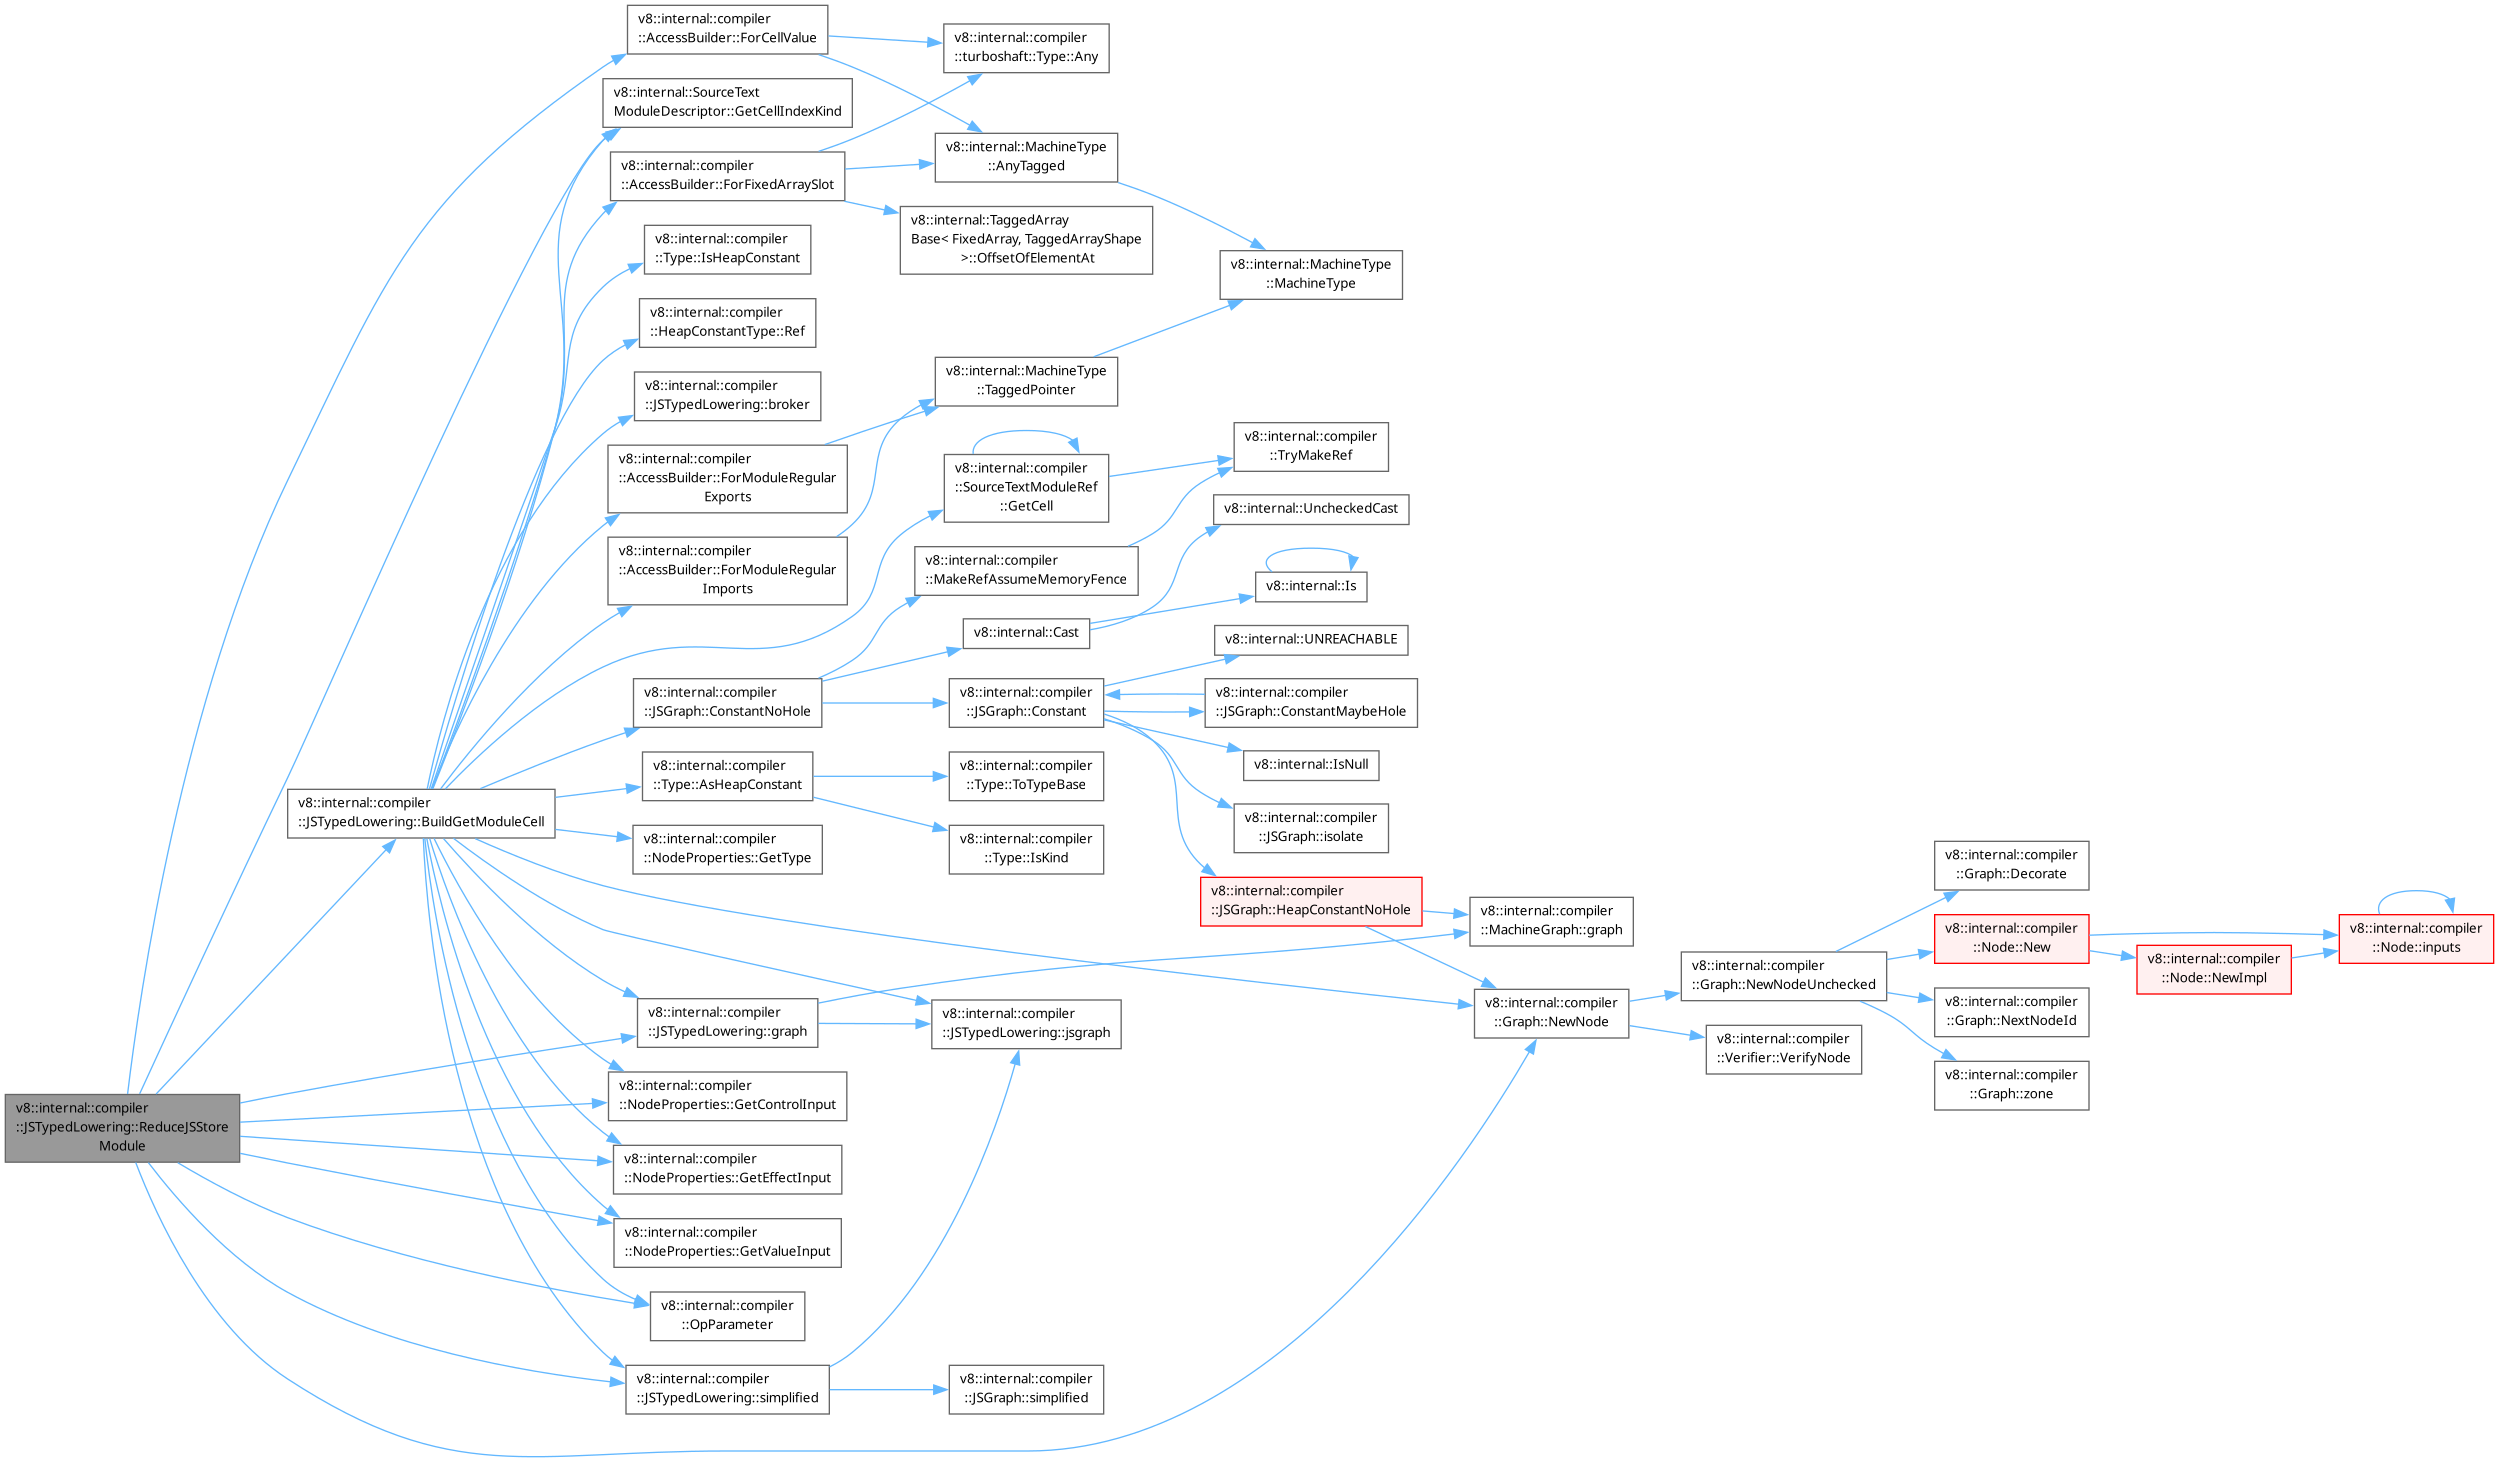 v8::internal::compiler
::JSTypedLowering::ReduceJSStore
Module
v8::internal::compiler
::JSTypedLowering::BuildGetModuleCell
v8::internal::compiler
::AccessBuilder::ForCellValue
v8::internal::SourceText
ModuleDescriptor::GetCellIndexKind
v8::internal::compiler
::AccessBuilder::ForFixedArraySlot
v8::internal::compiler
::Type::IsHeapConstant
v8::internal::compiler
::HeapConstantType::Ref
v8::internal::compiler
::JSTypedLowering::broker
v8::internal::compiler
::AccessBuilder::ForModuleRegular
Exports
v8::internal::compiler
::AccessBuilder::ForModuleRegular
Imports
v8::internal::compiler
::JSGraph::ConstantNoHole
v8::internal::compiler
::Type::AsHeapConstant
v8::internal::compiler
::NodeProperties::GetType
v8::internal::compiler
::JSTypedLowering::graph
v8::internal::compiler
::NodeProperties::GetControlInput
v8::internal::compiler
::NodeProperties::GetEffectInput
v8::internal::compiler
::NodeProperties::GetValueInput
v8::internal::compiler
::OpParameter
v8::internal::compiler
::JSTypedLowering::simplified
v8::internal::compiler
::turboshaft::Type::Any
v8::internal::MachineType
::AnyTagged
v8::internal::TaggedArray
Base< FixedArray, TaggedArrayShape
>::OffsetOfElementAt
v8::internal::MachineType
::TaggedPointer
v8::internal::compiler
::SourceTextModuleRef
::GetCell
v8::internal::compiler
::MakeRefAssumeMemoryFence
v8::internal::Cast
v8::internal::compiler
::JSGraph::Constant
v8::internal::compiler
::Type::ToTypeBase
v8::internal::compiler
::Type::IsKind
v8::internal::compiler
::JSTypedLowering::jsgraph
v8::internal::compiler
::JSGraph::simplified
v8::internal::MachineType
::MachineType
v8::internal::compiler
::TryMakeRef
v8::internal::UncheckedCast
v8::internal::Is
v8::internal::UNREACHABLE
v8::internal::compiler
::JSGraph::ConstantMaybeHole
v8::internal::IsNull
v8::internal::compiler
::JSGraph::isolate
v8::internal::compiler
::JSGraph::HeapConstantNoHole
v8::internal::compiler
::MachineGraph::graph
v8::internal::compiler
::Graph::NewNode
v8::internal::compiler
::Graph::NewNodeUnchecked
v8::internal::compiler
::Verifier::VerifyNode
v8::internal::compiler
::Graph::Decorate
v8::internal::compiler
::Node::New
v8::internal::compiler
::Graph::NextNodeId
v8::internal::compiler
::Graph::zone
v8::internal::compiler
::Node::NewImpl
v8::internal::compiler
::Node::inputs